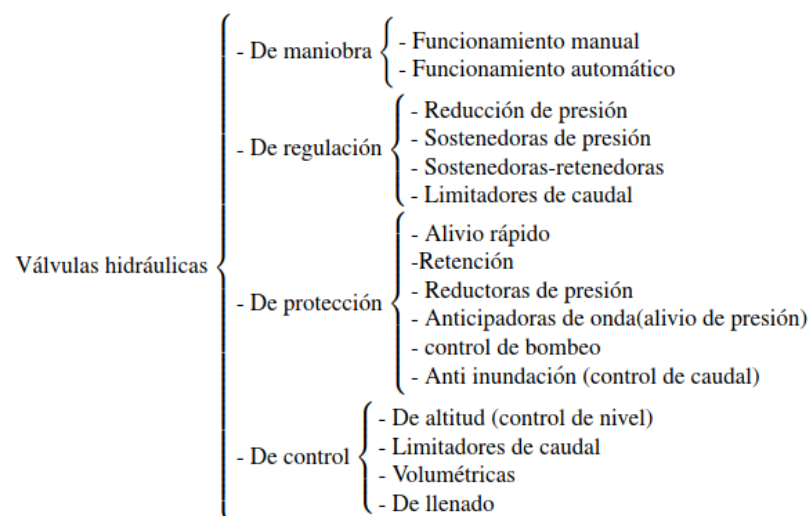 Válvulas hidráulicas
- De maniobra
- Funcionamiento manual
- Funcionamiento automático
- De regulación
- Reducción de presión
- Sostenedoras de presión
- Sostenedoras-retenedoras
- Limitadores de caudal
- De protección
- Alivio rápido
-Retención
- Reductoras de presión
- Anticipadoras de onda(alivio de presión)
- control de bombeo
- Anti inundación (control de caudal)
- De control
- De altitud (control de nivel)
- Limitadores de caudal
- Volumétricas
- De llenado